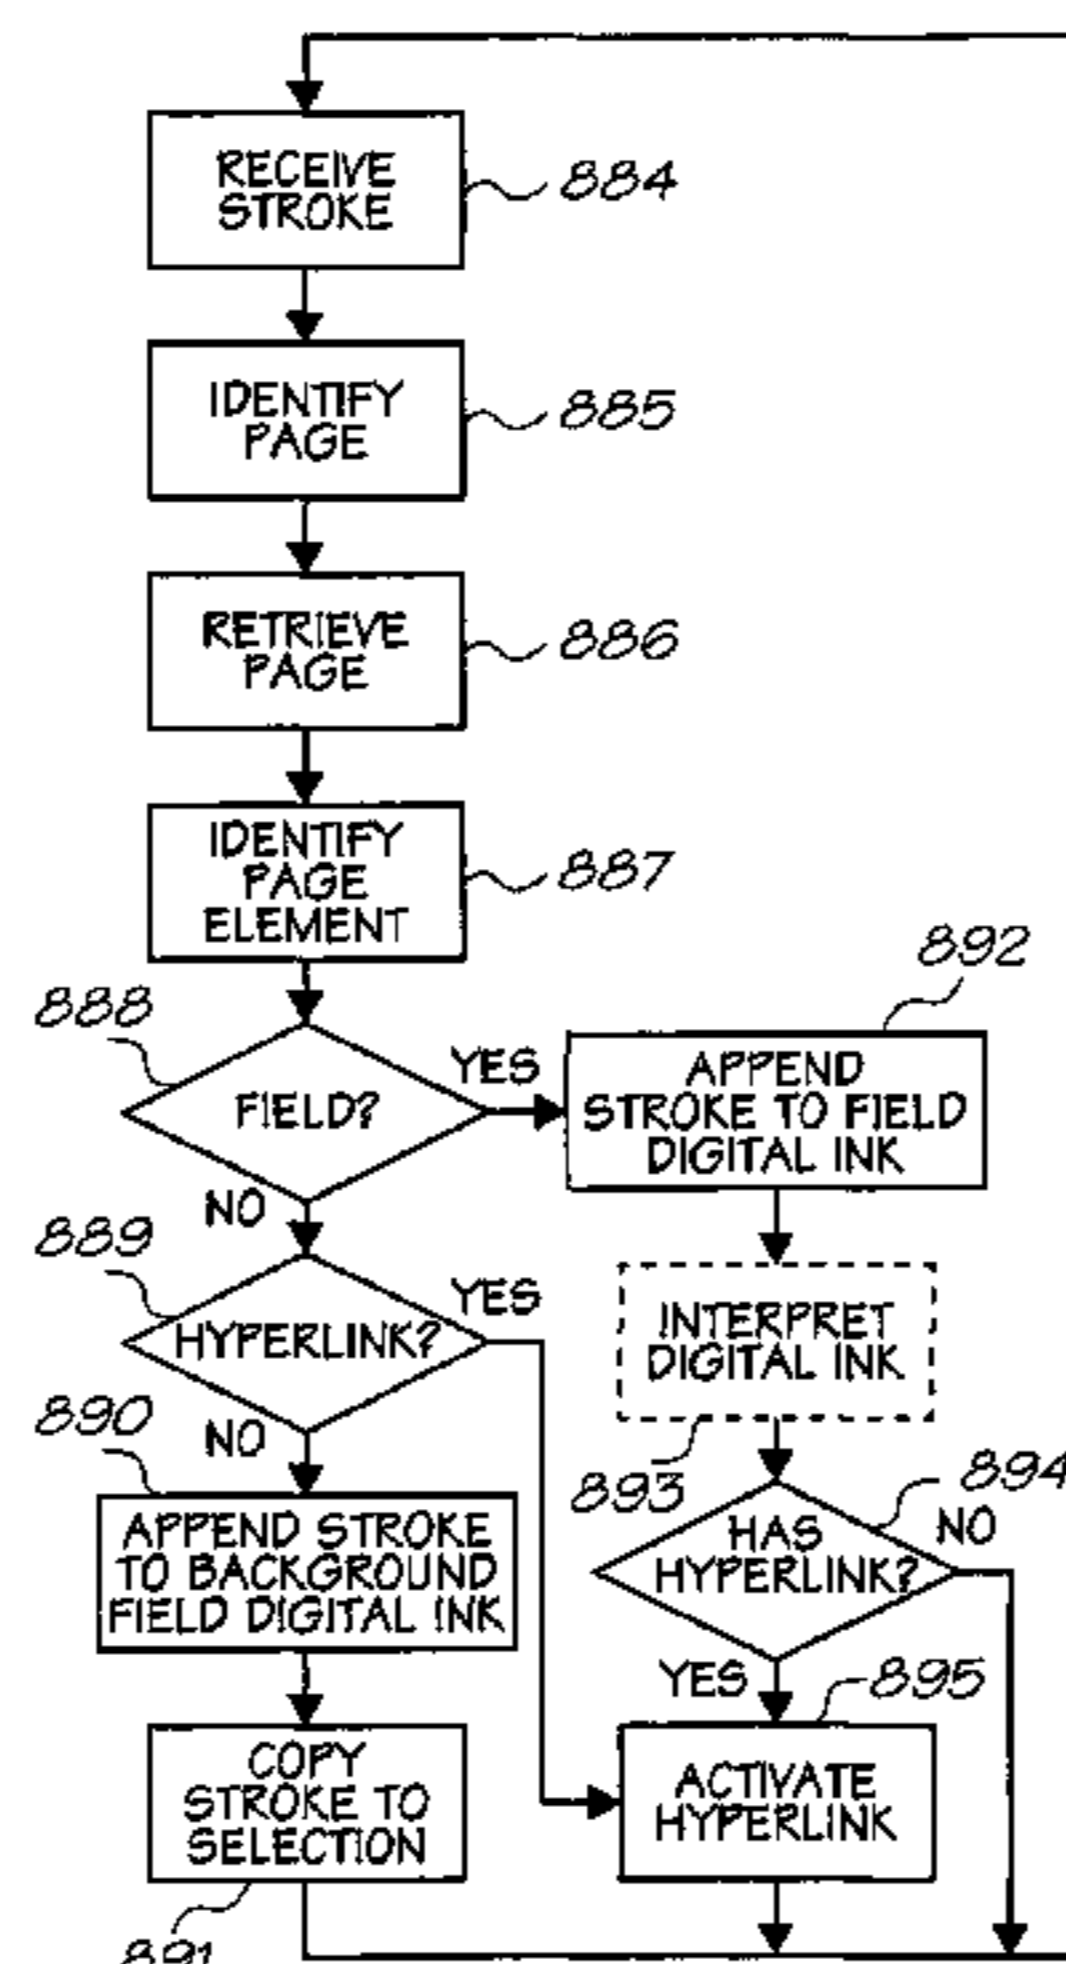 RECEIVE
STROKE
884
IDENTIFY
PAGE
885
RETRIEVE
PAGE
886
IDENTIFY
PAGE
ELEMENT
887
888
FIELD?
YES
NO
892
APPEND
STROKE TO FIELD
DIGITAL INK
889
HYPERLINK?
YES
NO
INTERPRET
DIGITAL INK
893
890
APPEND STROKE
TO BACKGROUND
FIELD DIGITAL INK
894
HAS
HYPERLINK?
NO
YES
895
COPY
STROKE TO
SELECTION
891
ACTIVATE
HYPERLINK